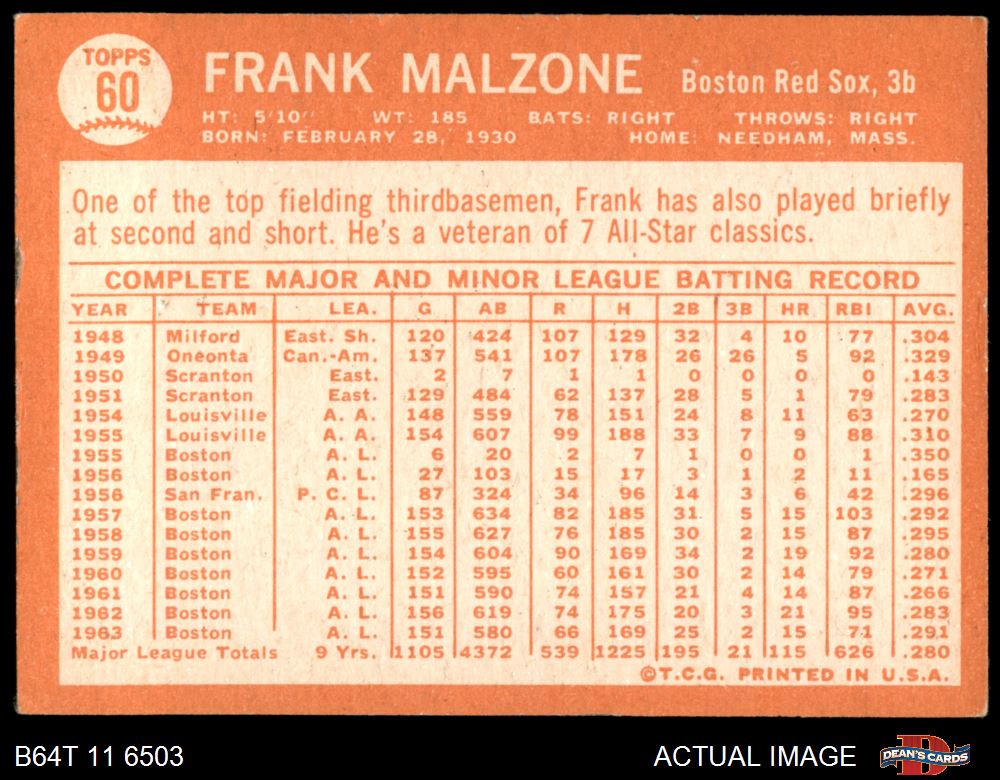 TOPPS
60
FRANK MALZONE Boston Red Sox, 3b
HT: 5'10" WT: 185 BATS: RIGHT THROWS: RIGHT
BORN: FEBRUARY 28, 1930 HOME: NEEDHAM, MASS.
One of the top fielding thirdbasemen, Frank has also played briefly
at second and short. He's a veteran of 7 All-Star classics.
COMPLETE MAJOR AND MINOR LEAGUE BATTING RECORD
YEAR TEAM LEA. G AB R H 2B 3B HR RBI AVG.
1948 Milford East. Sh. 120 424 107 129 32 4 10 77 .304
1949 Oneonta Can.-Am. 137 541 107 178 26 26 5 92 .329
1950 Scranton East. 2 7 1 1 0 0 0 0 .143
1951 Scranton East. 129 484 62 137 28 5 1 79 .283
1954 Louisville A. A. 148 559 78 151 24 8 11 63 .270
1955 Louisville A. A. 154 607 99 188 33 7 9 88 .310
1955 Boston A. L. 6 20 2 7 1 0 0 1 .350
1956 Boston A. L. 27 103 15 17 3 1 2 11 .165
1956 San Fran. P. C. L. 87 324 34 96 14 3 6 42 .296
1957 Boston A. L. 153 634 82 185 31 5 15 103 .292
1958 Boston A. L. 155 627 76 185 30 2 15 87 .295
1959 Boston A. L. 154 604 90 169 34 2 19 92 .280
1960 Boston A. L. 152 595 60 161 30 2 14 79 .271
1961 Boston A. L. 151 590 74 157 21 4 14 87 .266
1962 Boston A. L. 156 619 74 175 20 3 21 95 .283
1963 Boston A. L. 151 580 66 169 25 2 15 71 .291
Major League Totals 9 Yrs. 1105 4372 539 1225 195 21 115 626 .280
©T.C.G. PRINTED IN U.S.A.
B64T 11 6503 ACTUAL IMAGE DEAN'S CARDS